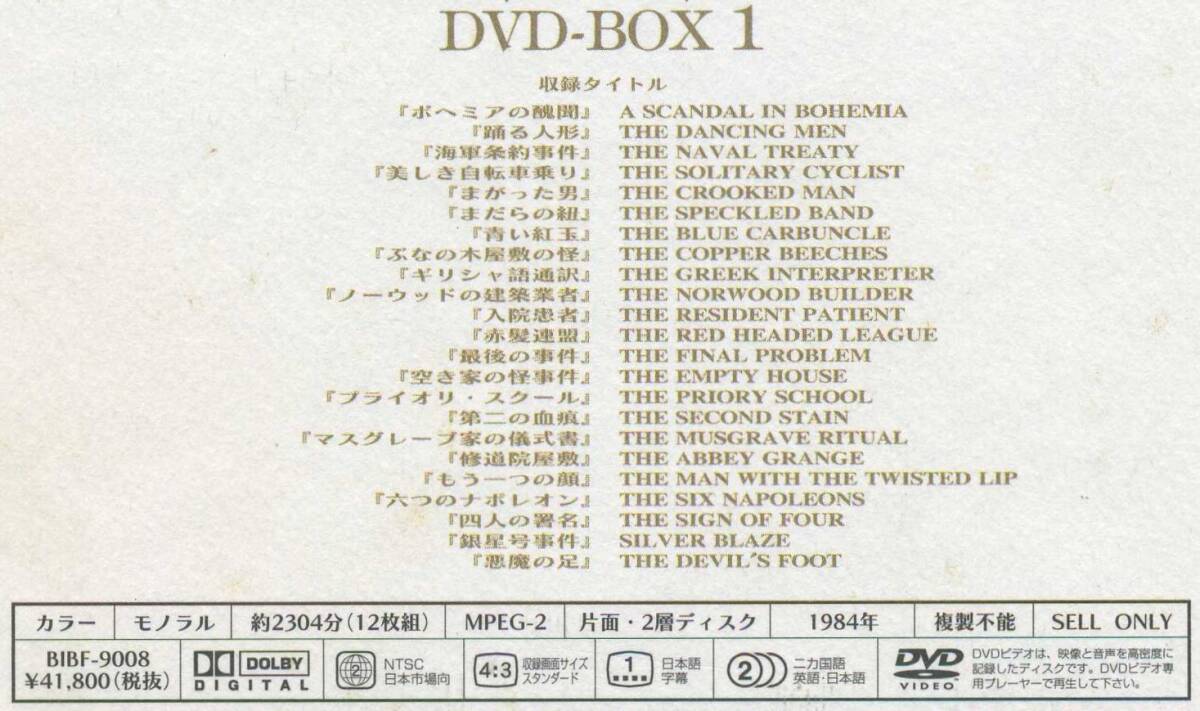 DVD-BOX 1
収録タイトル
『ボヘミアの醜聞』 A SCANDAL IN BOHEMIA
『踊る人形』 THE DANCING MEN
『海軍条約事件』 THE NAVAL TREATY
『美しき自転車乗り』 THE SOLITARY CYCLIST
『まがった男』 THE CROOKED MAN
『まだらの紐』 THE SPECKLED BAND
『青い紅玉』 THE BLUE CARBUNCLE
『ぶなの木屋敷の怪』 THE COPPER BEECHES
『ギリシャ語通訳』 THE GREEK INTERPRETER
『ノーウッドの建築業者』 THE NORWOOD BUILDER
『入院患者』 THE RESIDENT PATIENT
『赤髪連盟』 THE RED HEADED LEAGUE
『最後の事件』 THE FINAL PROBLEM
『空き家の怪事件』 THE EMPTY HOUSE
『プライオリ・スクール』 THE PRIORY SCHOOL
『第二の血痕』 THE SECOND STAIN
『マスグレーブ家の儀式書』 THE MUSGRAVE RITUAL
『修道院屋敷』 THE ABBEY GRANGE
『もう一つの顔』 THE MAN WITH THE TWISTED LIP
『六つのナポレオン』 THE SIX NAPOLEONS
『四人の署名』 THE SIGN OF FOUR
『銀星号事件』 SILVER BLAZE
『悪魔の足』 THE DEVIL'S FOOT
カラー モノラル 約2304分(12枚組) MPEG-2 片面・2層ディスク 1984年 複製不能 SELL ONLY
BIBF-9008
¥41,800(税抜)
DOLBY
DIGITAL
2
NTSC
日本市場向
4:3
収録画面サイズ
スタンダード
1
日本語
字幕
2
二カ国語
英語・日本語
DVD
VIDEO
DVDビデオは、映像と音声を高密度に
記録したディスクです。DVDビデオ専
用プレーヤーで再生して下さい。